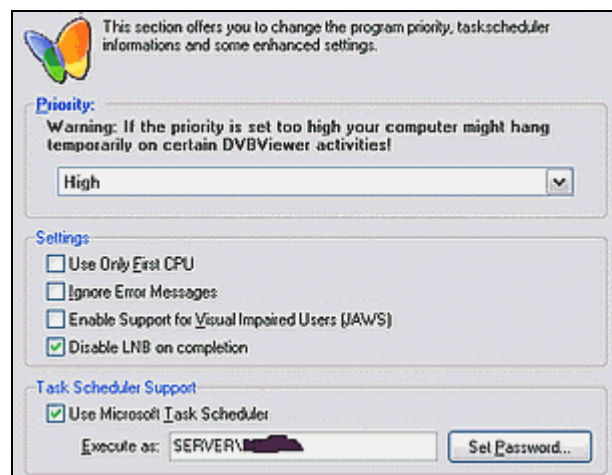 This section offers you to change the program priority, taskscheduler
informations and some enhanced settings.
Priority:
Warning: If the priority is set too high your computer might hang
temporarily on certain DVBViewer activities!
High
Settings
Use Only First CPU
Ignore Error Messages
Enable Support for Visual Impaired Users (JAWS)
Disable LNB on completion
Task Scheduler Support
Use Microsoft Task Scheduler
Execute as: SERVER\
Set Password...